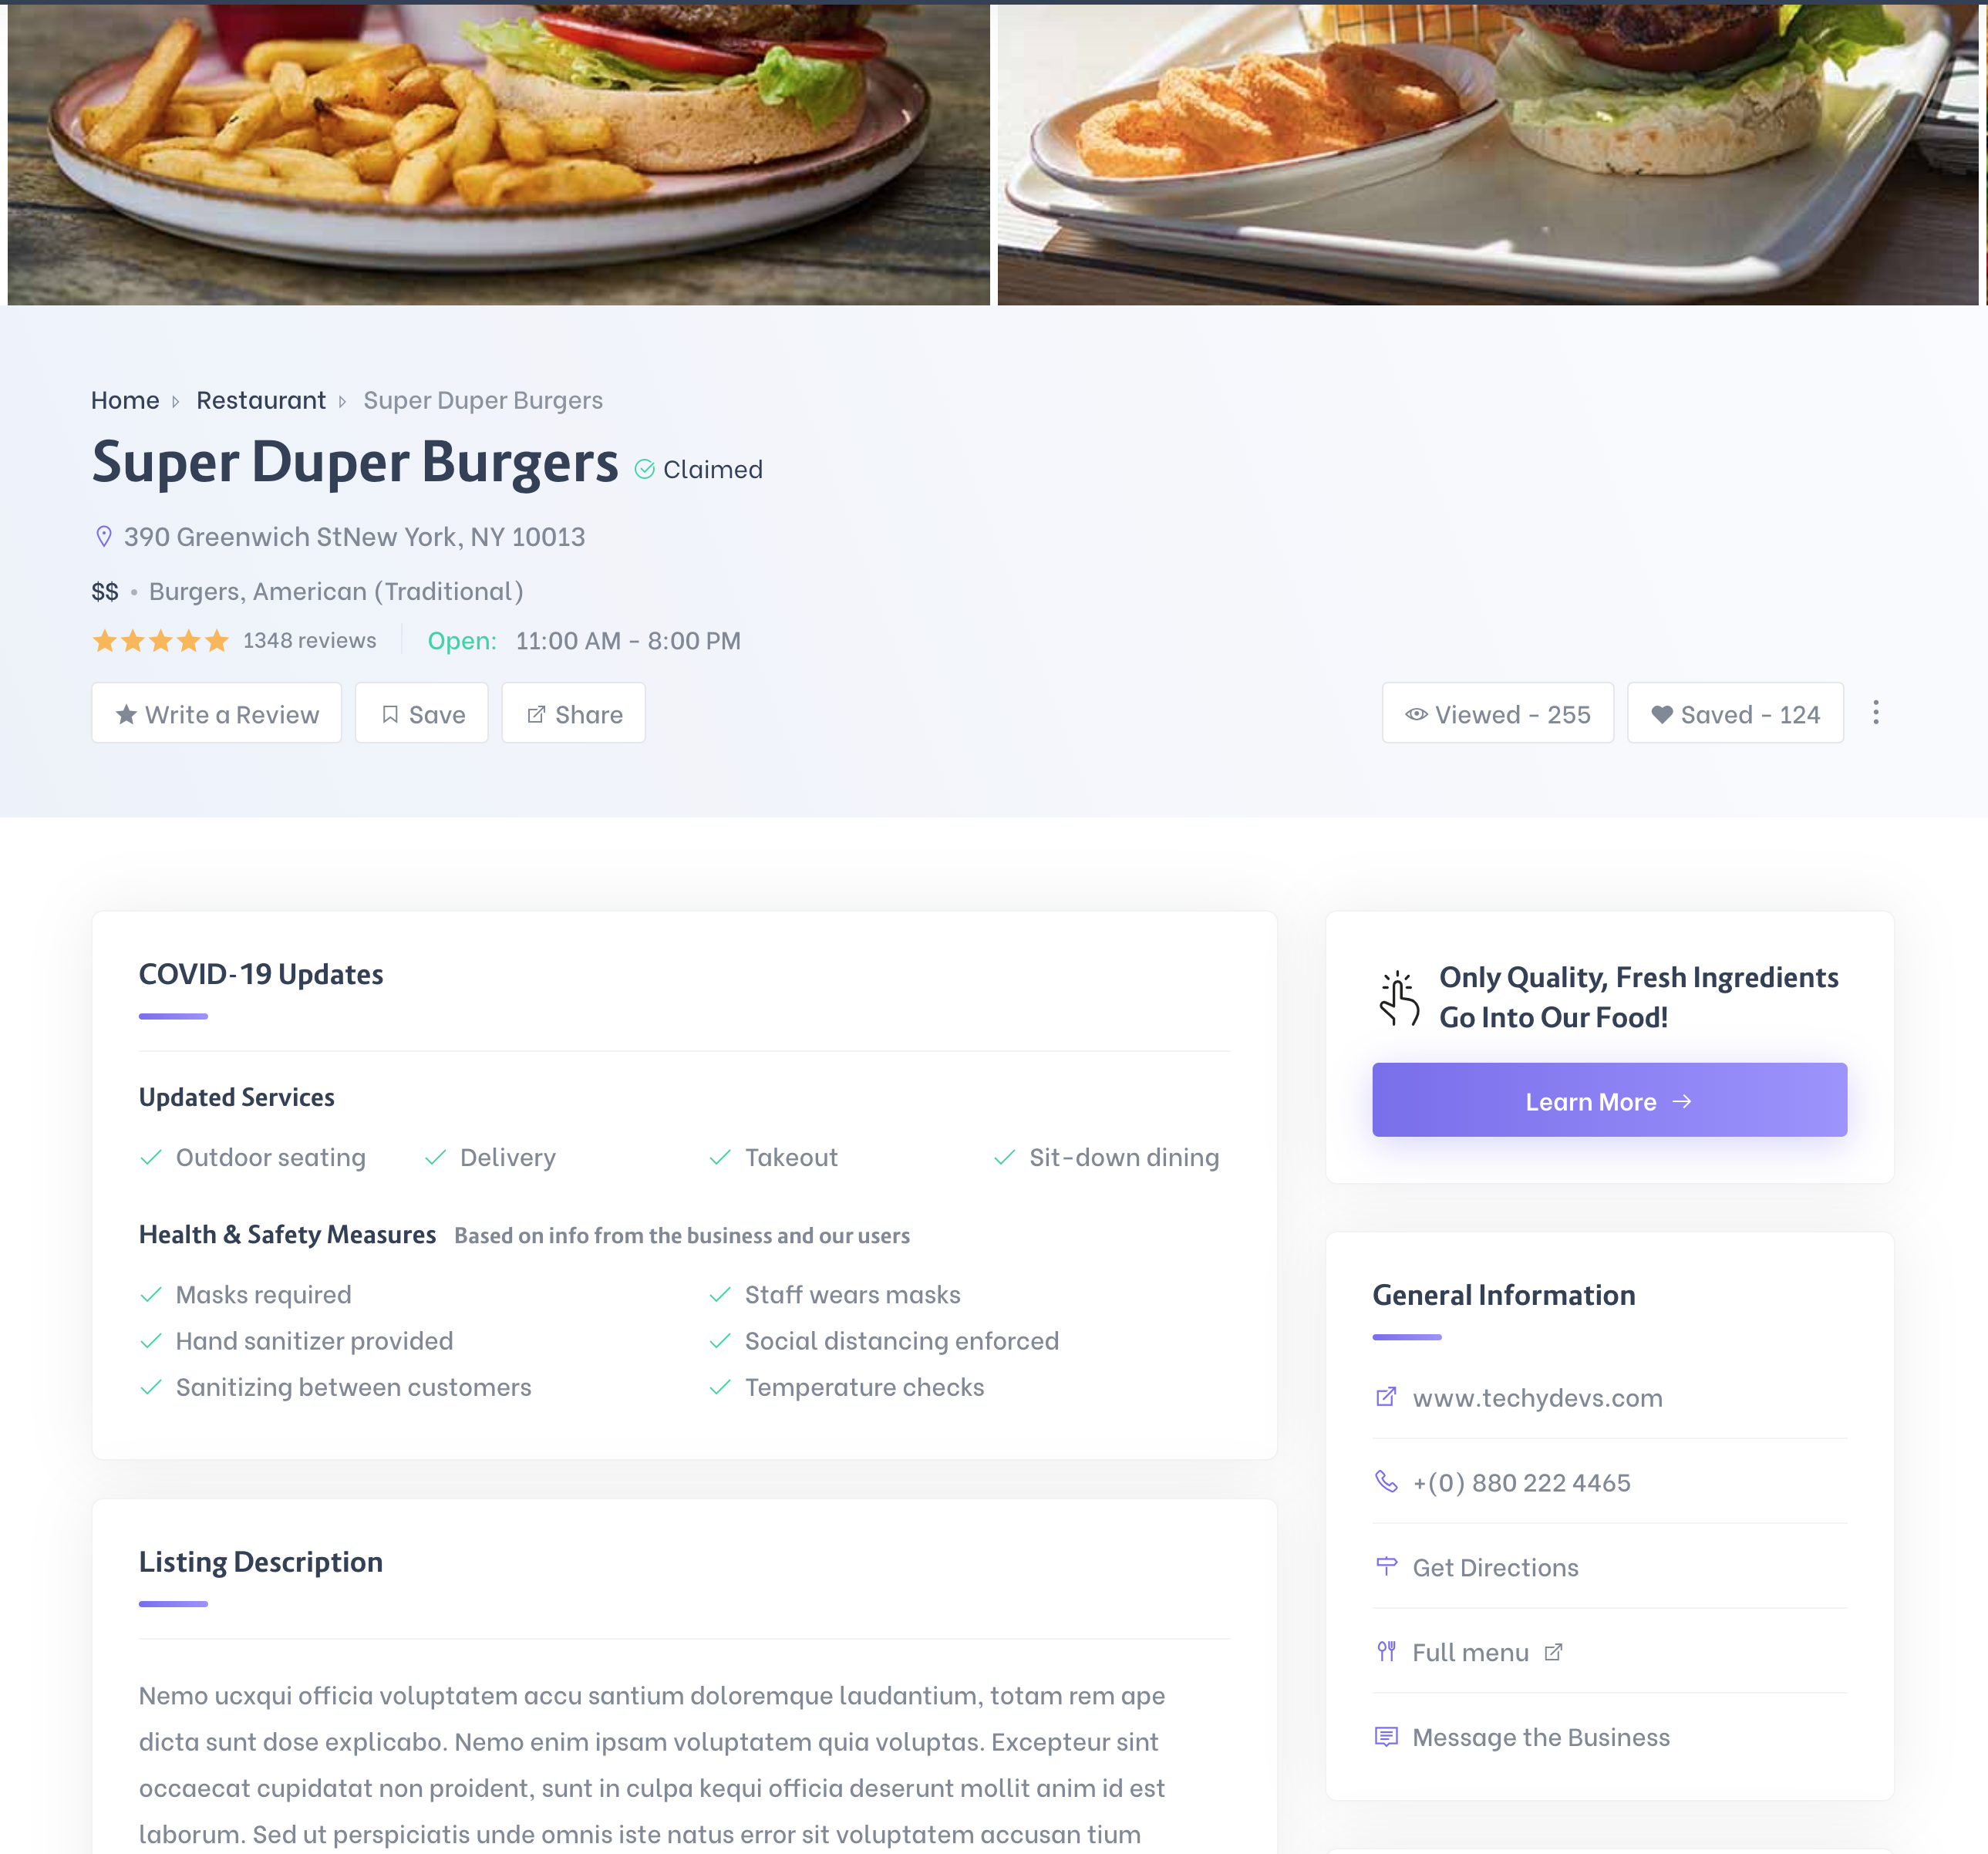 Home Restaurant Super Duper Burgers
Super Duper Burgers Claimed
390 Greenwich StNew York, NY 10013
$$ • Burgers, American (Traditional)
1348 reviews Open: 11:00 AM - 8:00 PM
Write a Review Save Share Viewed - 255 Saved - 124
COVID-19 Updates
Updated Services
Outdoor seating Delivery Takeout Sit-down dining
Health & Safety Measures Based on info from the business and our users
Masks required Staff wears masks
Hand sanitizer provided Social distancing enforced
Sanitizing between customers Temperature checks
Listing Description
Nemo ucxqui officia voluptatem accu santium doloremque laudantium, totam rem ape
dicta sunt dose explicabo. Nemo enim ipsam voluptatem quia voluptas. Excepteur sint
occaecat cupidatat non proident, sunt in culpa kequi officia deserunt mollit anim id est
laborum. Sed ut perspiciatis unde omnis iste natus error sit voluptatem accusan tium
Only Quality, Fresh Ingredients
Go Into Our Food!
Learn More
General Information
www.techydevs.com
+(0) 880 222 4465
Get Directions
Full menu
Message the Business